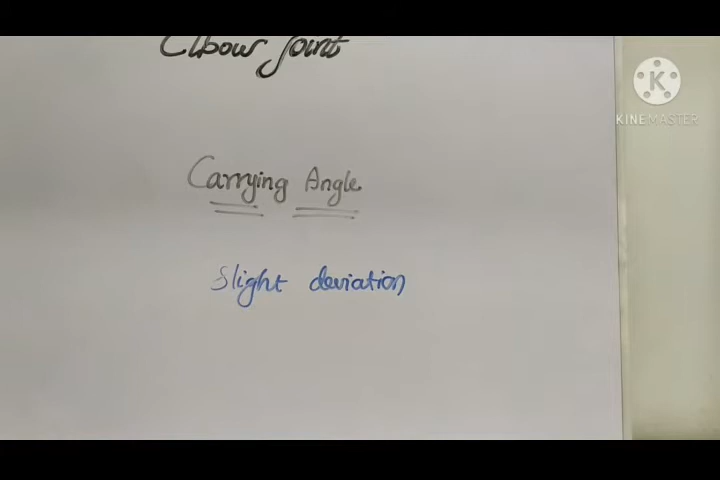 Elbow Joint
K
KINEMASTER
Carrying Angle
Slight deviation